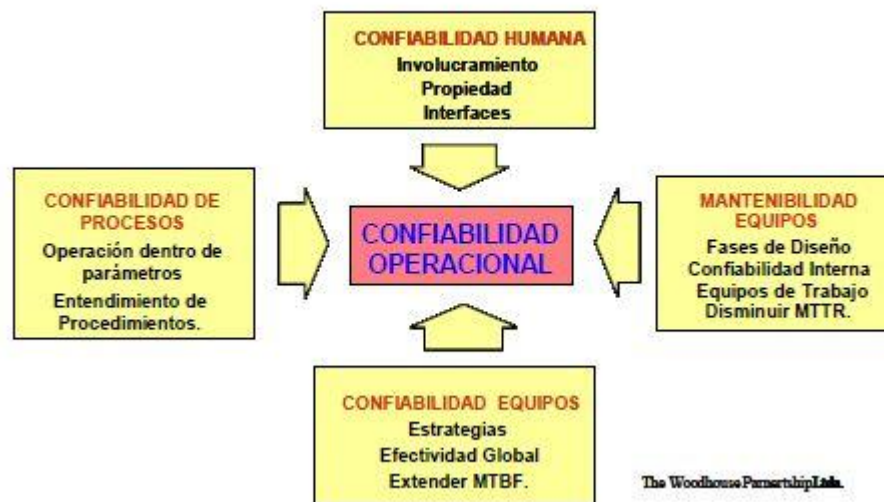 CONFIABILIDAD HUMANA
Involucramiento
Propiedad
Interfaces
CONFIABILIDAD DE
PROCESOS
Operación dentro de
parámetros
Entendimiento de
Procedimientos.
CONFIABILIDAD
OPERACIONAL
MANTENIBILIDAD
EQUIPOS
Fases de Diseño
Confiabilidad Interna
Equipos de Trabajo
Disminuir MTTR.
CONFIABILIDAD EQUIPOS
Estrategias
Efectividad Global
Extender MTBF.
The Woodhouse